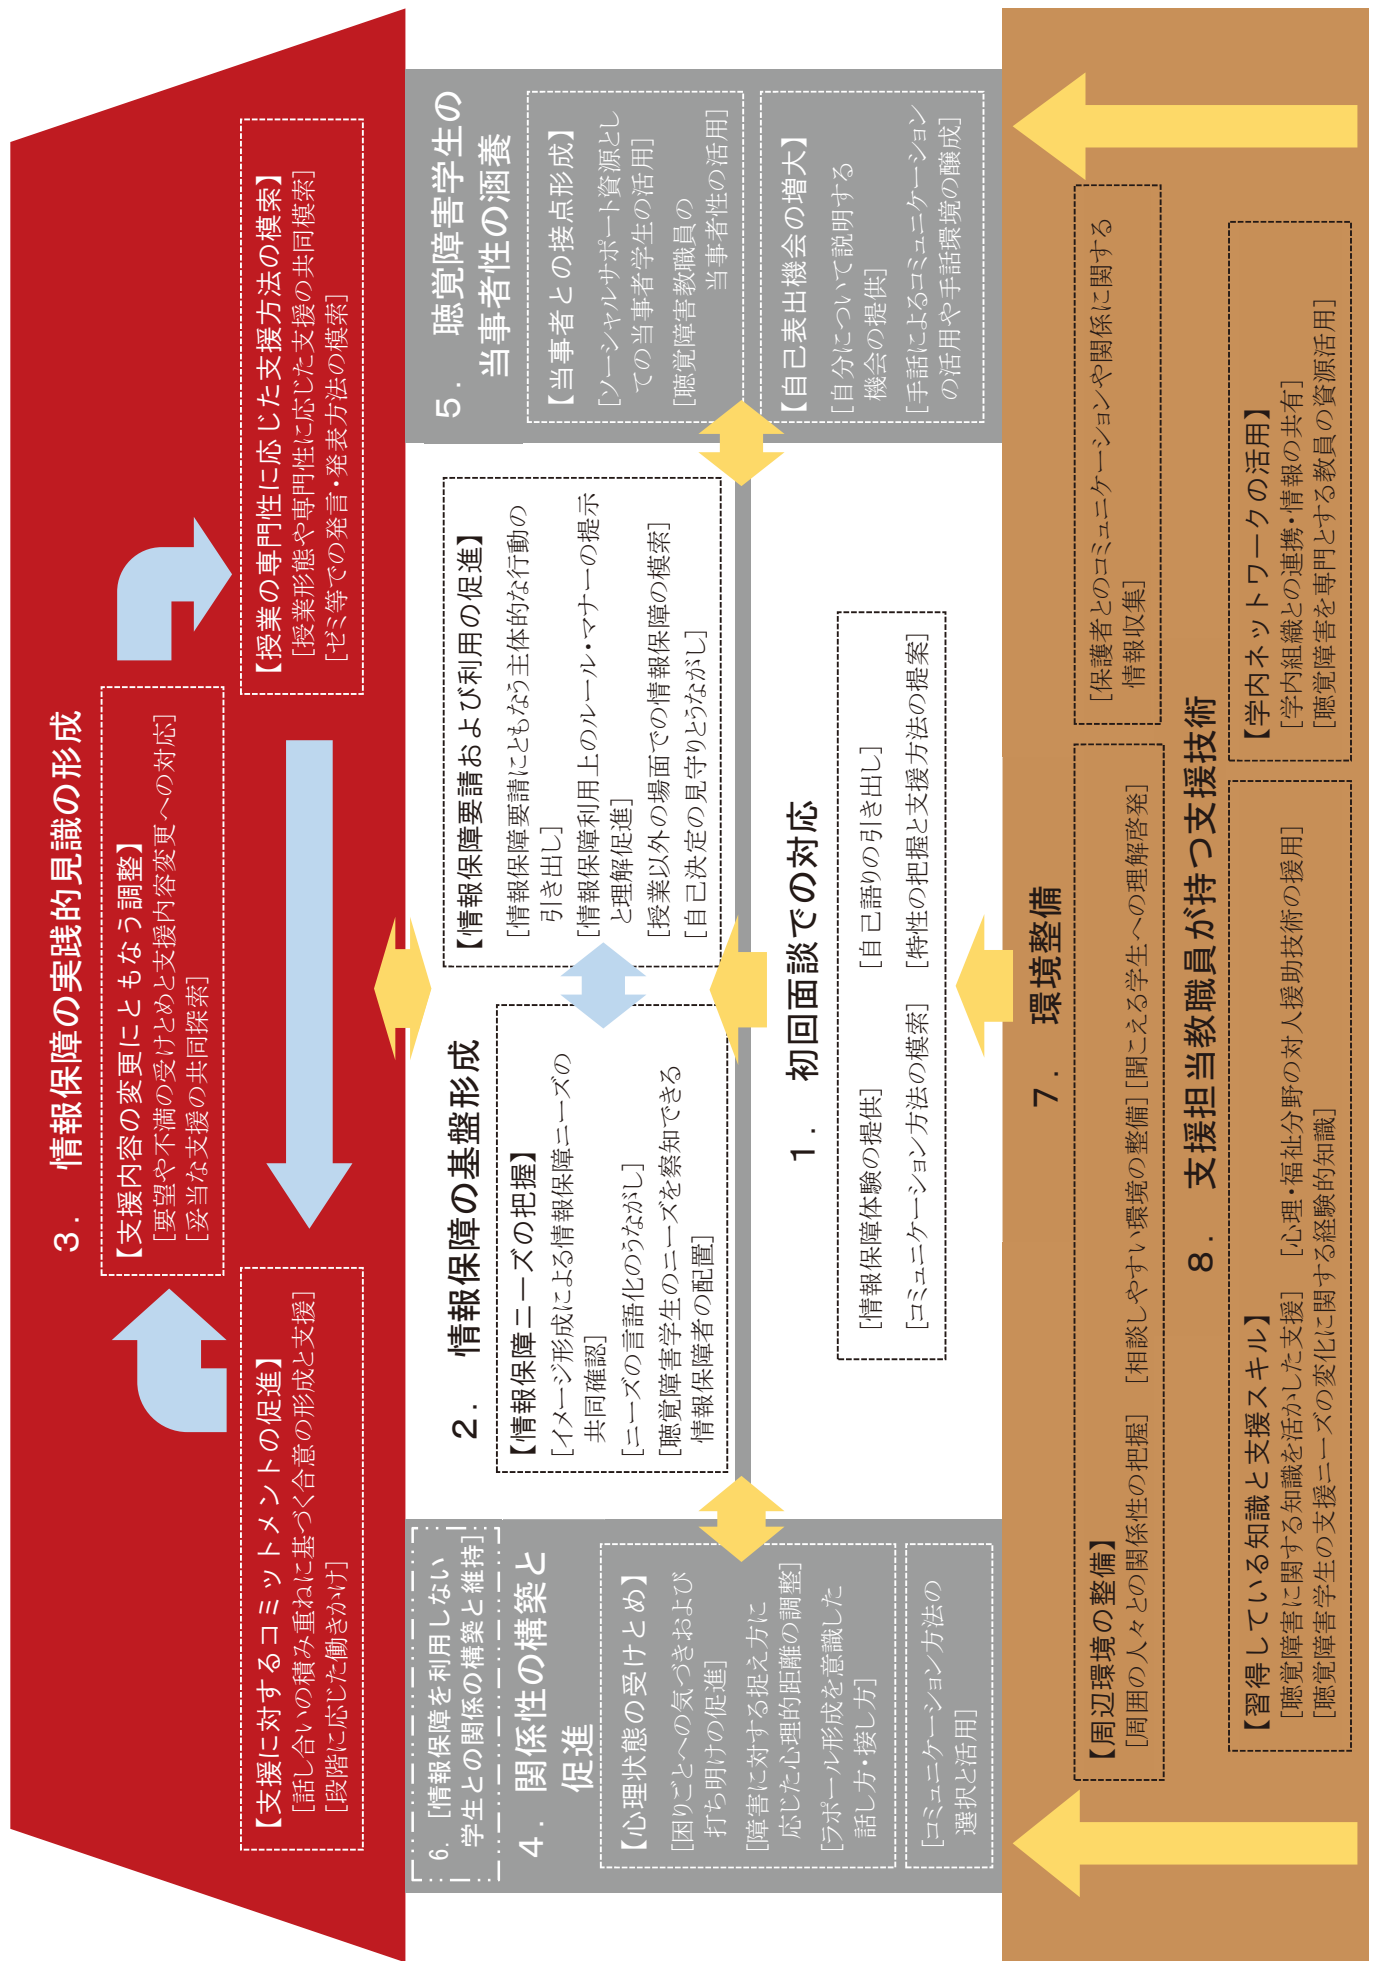 3． 情報保障の実践的見識の形成
【支援内容の変更にともなう調整】
［要望や不満の受けとめと支援内容変更への対応］
［妥当な支援の共同探索］
【支援に対するコミットメントの促進】
［話し合いの積み重ねに基づく合意の形成と支援］
［段階に応じた働きかけ］
【授業の専門性に応じた支援方法の模索】
［授業形態や専門性に応じた支援の共同模索］
［ゼミ等での発言・発表方法の模索］
6. ［情報保障を利用しない
学生との関係の構築と維持］
4． 関係性の構築と
促進
【心理状態の受けとめ】
［困りごとへの気づきおよび
打ち明けの促進］
［障害に対する捉え方に
応じた心理的距離の調整］
［ラポール形成を意識した
話し方・接し方］
［コミュニケーション方法の
選択と活用］
2． 情報保障の基盤形成
【情報保障ニーズの把握】
［イメージ形成による情報保障ニーズの
共同確認］
［ニーズの言語化のうながし］
［聴覚障害学生のニーズを察知できる
情報保障者の配置］
【情報保障要請および利用の促進】
［情報保障要請にともなう主体的な行動の
引き出し］
［情報保障利用上のルール・マナーの提示
と理解促進］
［授業以外の場面での情報保障の模索］
［自己決定の見守りとうながし］
1． 初回面談での対応
［情報保障体験の提供］ ［自己語りの引き出し］
［コミュニケーション方法の模索］ ［特性の把握と支援方法の提案］
5． 聴覚障害学生の
当事者性の涵養
【当事者との接点形成】
［ソーシャルサポート資源とし
ての当事者学生の活用］
［聴覚障害教職員の
当事者性の活用］
【自己表出機会の増大】
［自分について説明する
機会の提供］
［手話によるコミュニケーション
の活用や手話環境の醸成］
7． 環境整備
【周辺環境の整備】
［周囲の人々との関係性の把握］ ［相談しやすい環境の整備］［聞こえる学生への理解啓発］
［保護者とのコミュニケーションや関係に関する
情報収集］
8． 支援担当教職員が持つ支援技術
【習得している知識と支援スキル】
［聴覚障害に関する知識を活かした支援］ ［心理・福祉分野の対人援助技術の援用］
［聴覚障害学生の支援ニーズの変化に関する経験的知識］
【学内ネットワークの活用】
［学内組織との連携・情報の共有］
［聴覚障害を専門とする教員の資源活用］